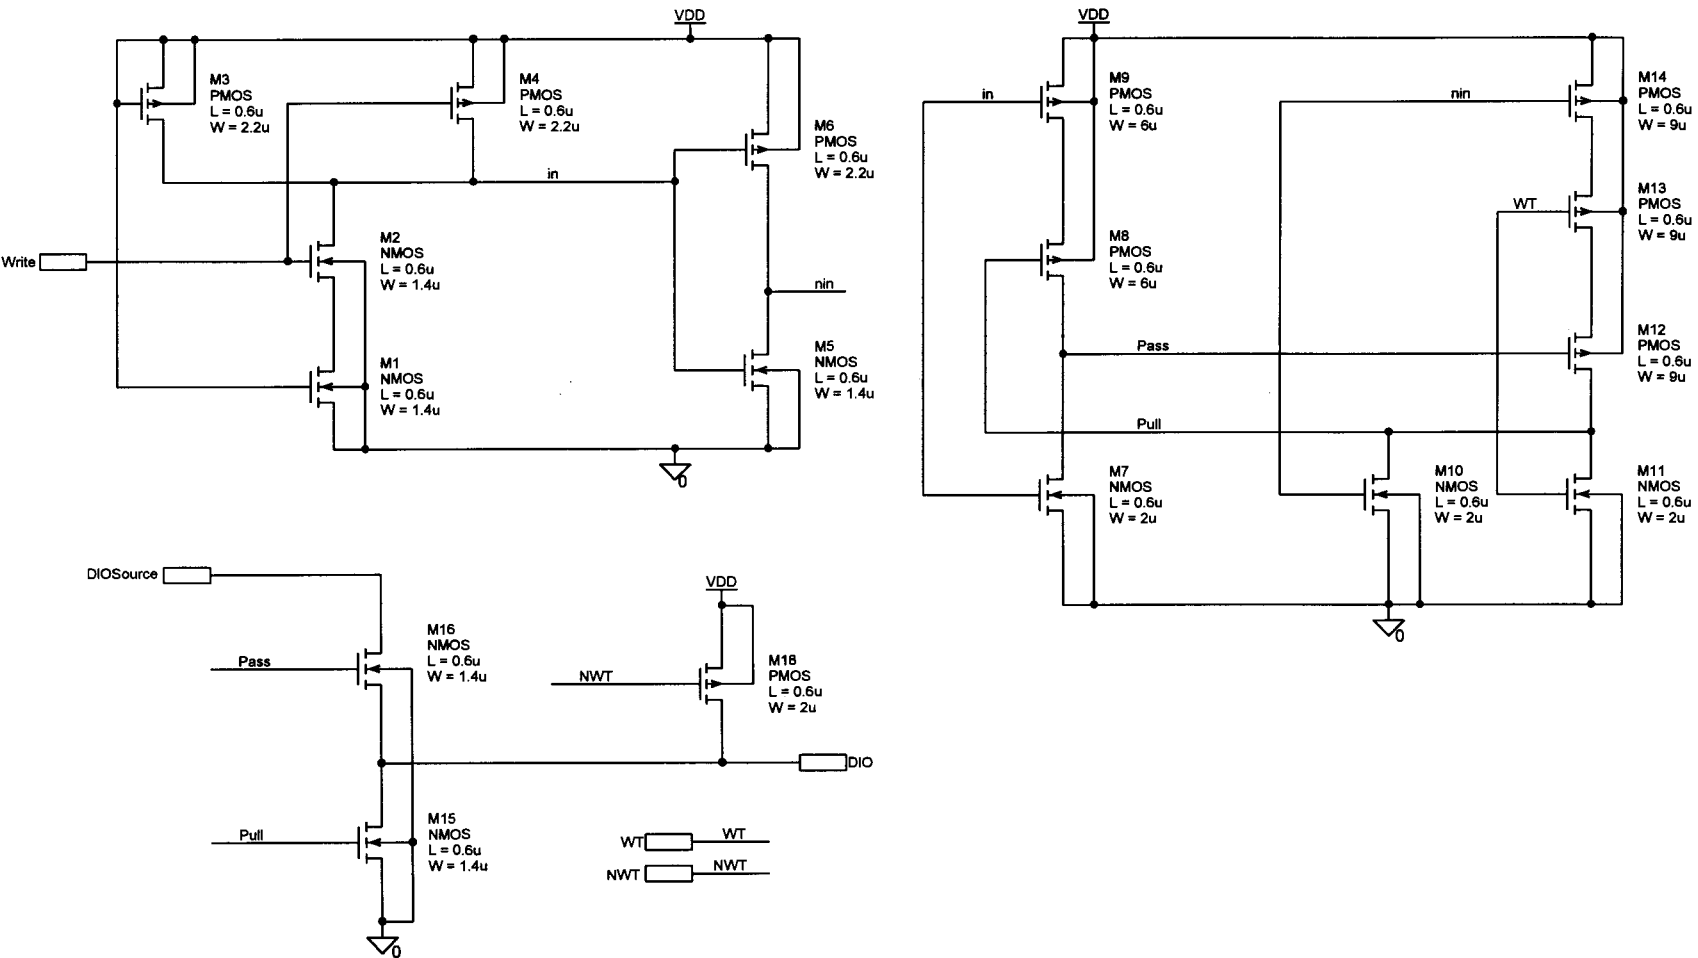 VDD
M3
PMOS
L = 0.6u
W = 2.2u
M4
PMOS
L = 0.6u
W = 2.2u
M6
PMOS
L = 0.6u
W = 2.2u
in
M2
NMOS
L = 0.6u
W = 1.4u
Write
nin
M1
NMOS
L = 0.6u
W = 1.4u
M5
NMOS
L = 0.6u
W = 1.4u
0
VDD
in
M9
PMOS
L = 0.6u
W = 6u
nin
M14
PMOS
L = 0.6u
W = 9u
WT
M13
PMOS
L = 0.6u
W = 9u
M8
PMOS
L = 0.6u
W = 6u
Pass
M12
PMOS
L = 0.6u
W = 9u
Pull
M7
NMOS
L = 0.6u
W = 2u
M10
NMOS
L = 0.6u
W = 2u
M11
NMOS
L = 0.6u
W = 2u
0
DIOSource
M16
NMOS
L = 0.6u
W = 1.4u
Pass
VDD
NWT
M18
PMOS
L = 0.6u
W = 2u
DIO
M15
NMOS
L = 0.6u
W = 1.4u
Pull
0
WT WT
NWT NWT